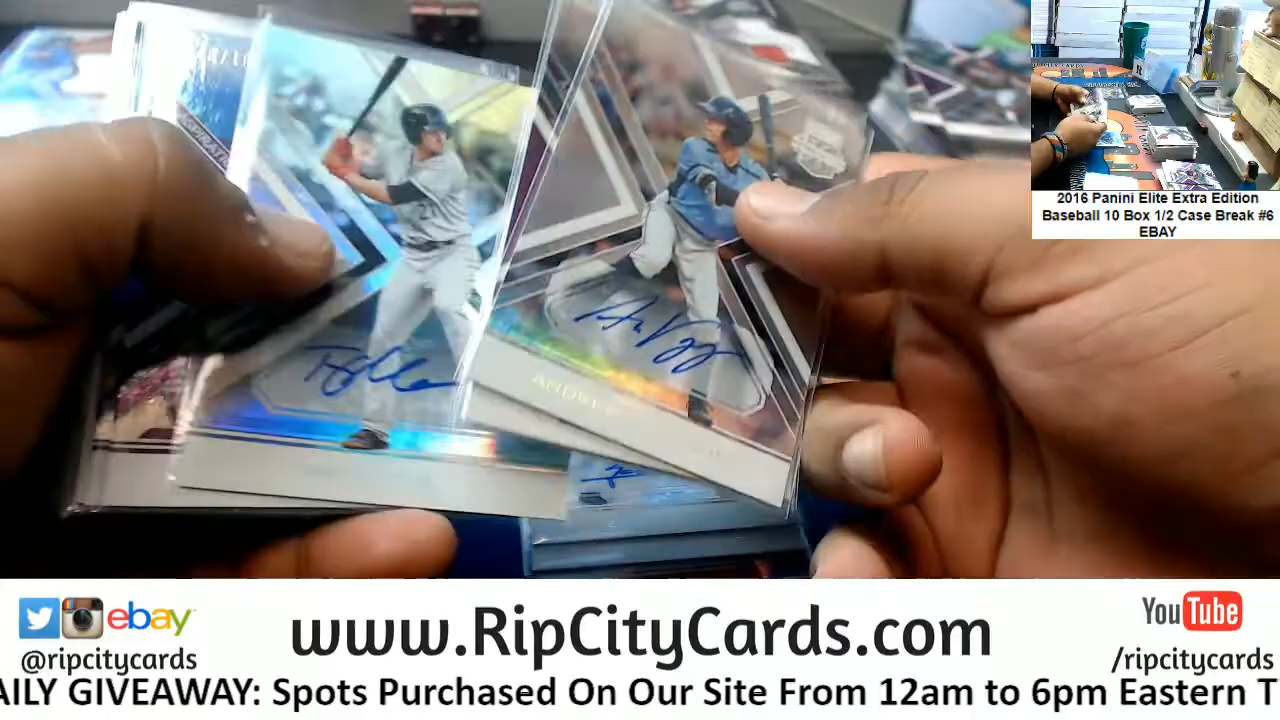 2016 Panini Elite Extra Edition
Baseball 10 Box 1/2 Case Break #6
EBAY
ANDREW
ebay
@ripcitycards
www.RipCityCards.com
YouTube
/ripcitycards
AILY GIVEAWAY: Spots Purchased On Our Site From 12am to 6pm Eastern T